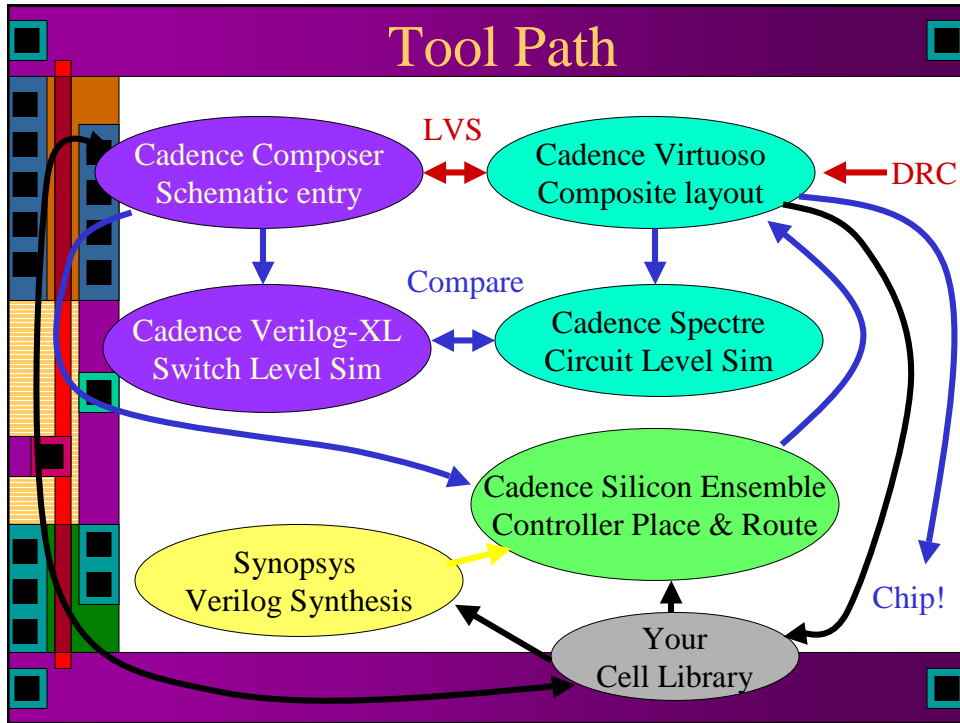 Tool Path
LVS
Cadence Composer
Schematic entry
Cadence Virtuoso
Composite layout
DRC
Compare
Cadence Verilog-XL
Switch Level Sim
Cadence Spectre
Circuit Level Sim
Cadence Silicon Ensemble
Controller Place & Route
Synopsys
Verilog Synthesis
Chip!
Your
Cell Library